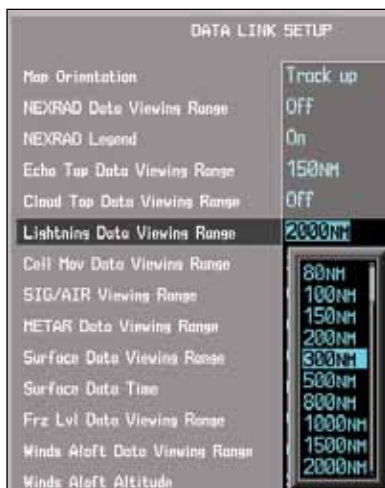 DATA LINK SETUP
Map Orientation Track up
NEXRAD Data Viewing Range Off
NEXRAD Legend On
Echo Top Data Viewing Range 150NM
Cloud Top Data Viewing Range Off
Lightning Data Viewing Range 2000NM
Cell Mov Data Viewing Range
SIG/AIR Viewing Range
METAR Data Viewing Range
Surface Data Viewing Range
Surface Data Time
Frz Lvl Data Viewing Range
Winds Aloft Data Viewing Range
Winds Aloft Altitude
80NM
100NM
150NM
200NM
300NM
500NM
800NM
1000NM
1500NM
2000NM